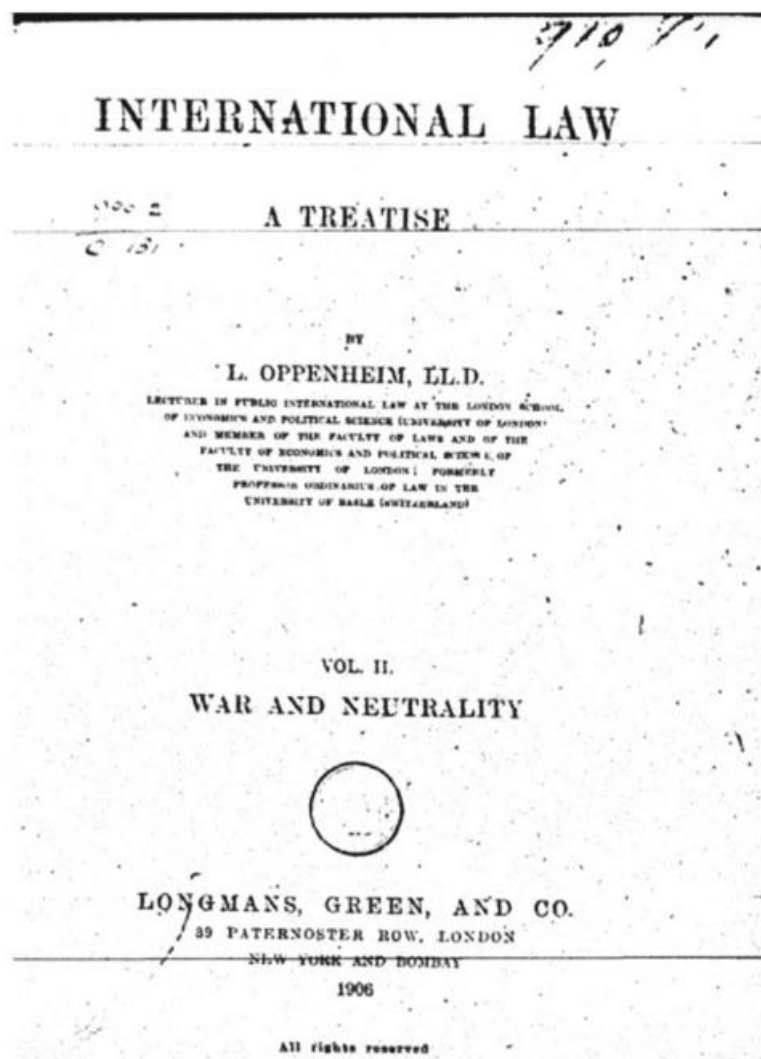 INTERNATIONAL LAW
A TREATISE
BY
L. OPPENHEIM, LL.D.
LECTURER IN PUBLIC INTERNATIONAL LAW AT THE LONDON SCHOOL
OF ECONOMICS AND POLITICAL SCIENCE (UNIVERSITY OF LONDON)
AND MEMBER OF THE FACULTY OF LAWS AND OF THE
FACULTY OF ECONOMICS AND POLITICAL SCIENCE, OF
THE UNIVERSITY OF LONDON; FORMERLY
PROFESSOR ORDINARIUS OF LAW IN THE
UNIVERSITY OF BASLE (SWITZERLAND)
VOL. II.
WAR AND NEUTRALITY
LONGMANS, GREEN, AND CO.
39 PATERNOSTER ROW, LONDON
NEW YORK AND BOMBAY
1906
All rights reserved